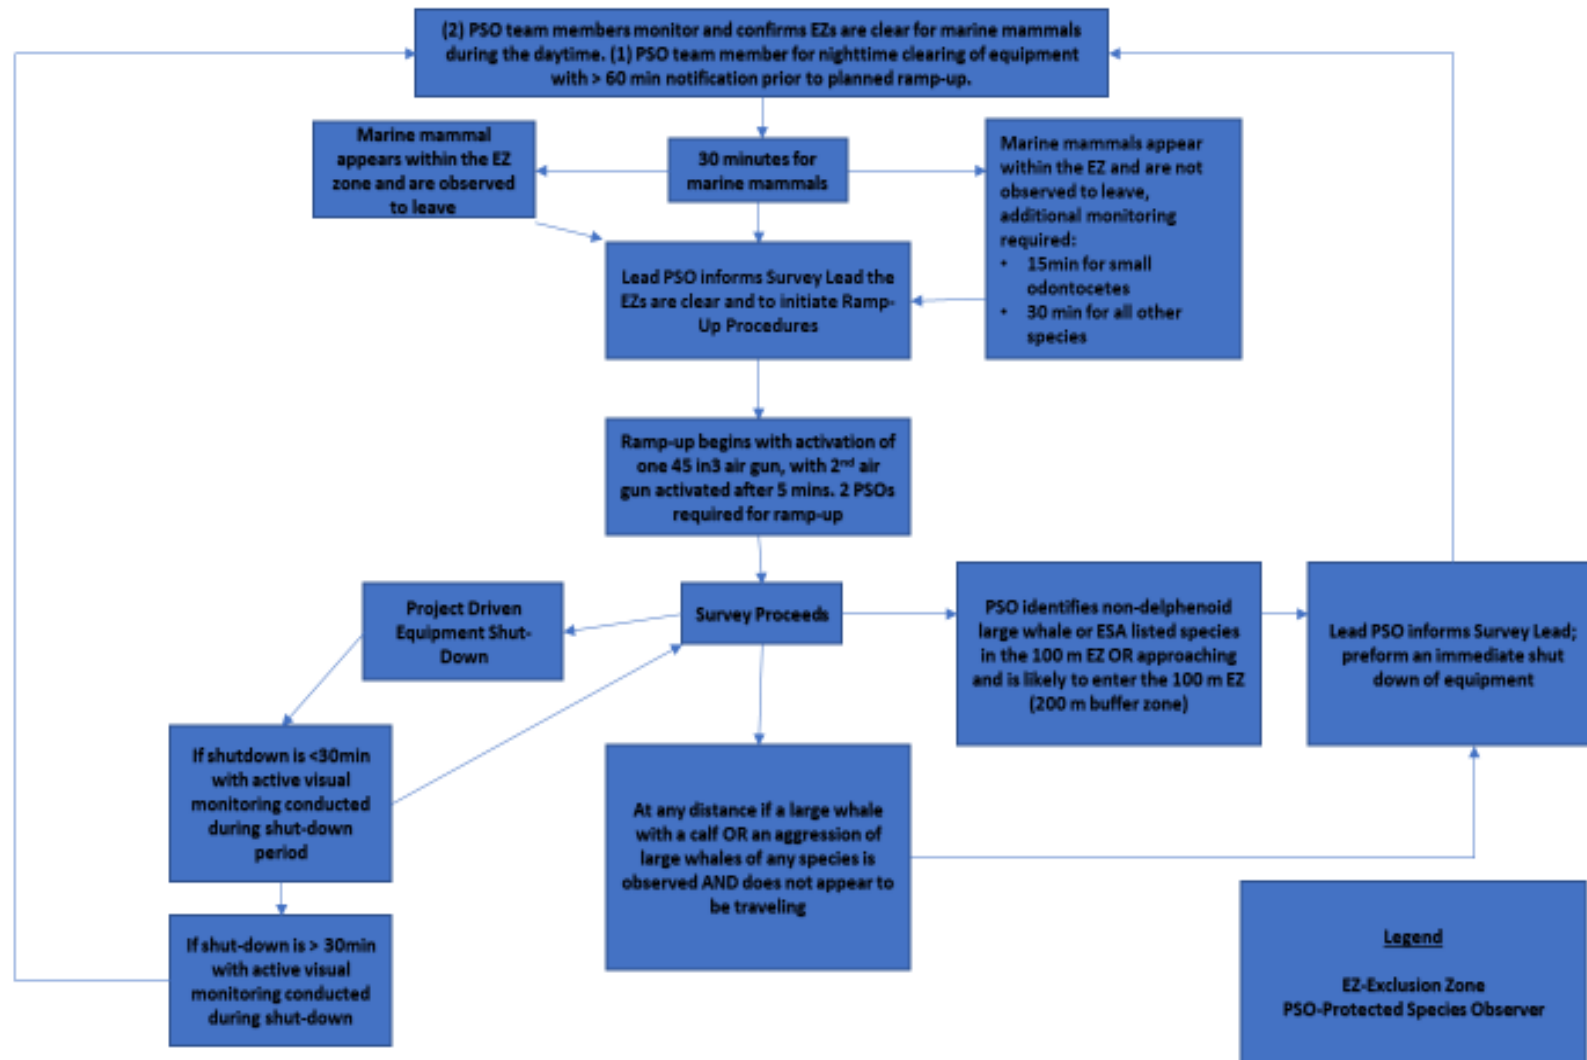 (2) PSO team members monitor and confirms EZs are clear for marine mammals
during the daytime. (1) PSO team member for nighttime clearing of equipment
with > 60 min notification prior to planned ramp-up.
Marine mammal
appears within the EZ
zone and are observed
to leave
30 minutes for
marine mammals
Marine mammals appear
within the EZ and are not
observed to leave,
additional monitoring
required:
• 15min for small
odontocetes
• 30 min for all other
species
Lead PSO informs Survey Lead the
EZs are clear and to initiate Ramp-
Up Procedures
Ramp-up begins with activation of
one 45 in3 air gun, with 2nd air
gun activated after 5 mins. 2 PSOs
required for ramp-up
Project Driven
Equipment Shut-
Down
Survey Proceeds
PSO identifies non-delphenoid
large whale or ESA listed species
in the 100 m EZ OR approaching
and is likely to enter the 100 m EZ
(200 m buffer zone)
Lead PSO informs Survey Lead;
preform an immediate shut
down of equipment
If shutdown is <30min
with active visual
monitoring conducted
during shut-down
period
At any distance if a large whale
with a calf OR an aggression of
large whales of any species is
observed AND does not appear to
be traveling
If shut-down is > 30min
with active visual
monitoring conducted
during shut-down
Legend
EZ-Exclusion Zone
PSO-Protected Species Observer